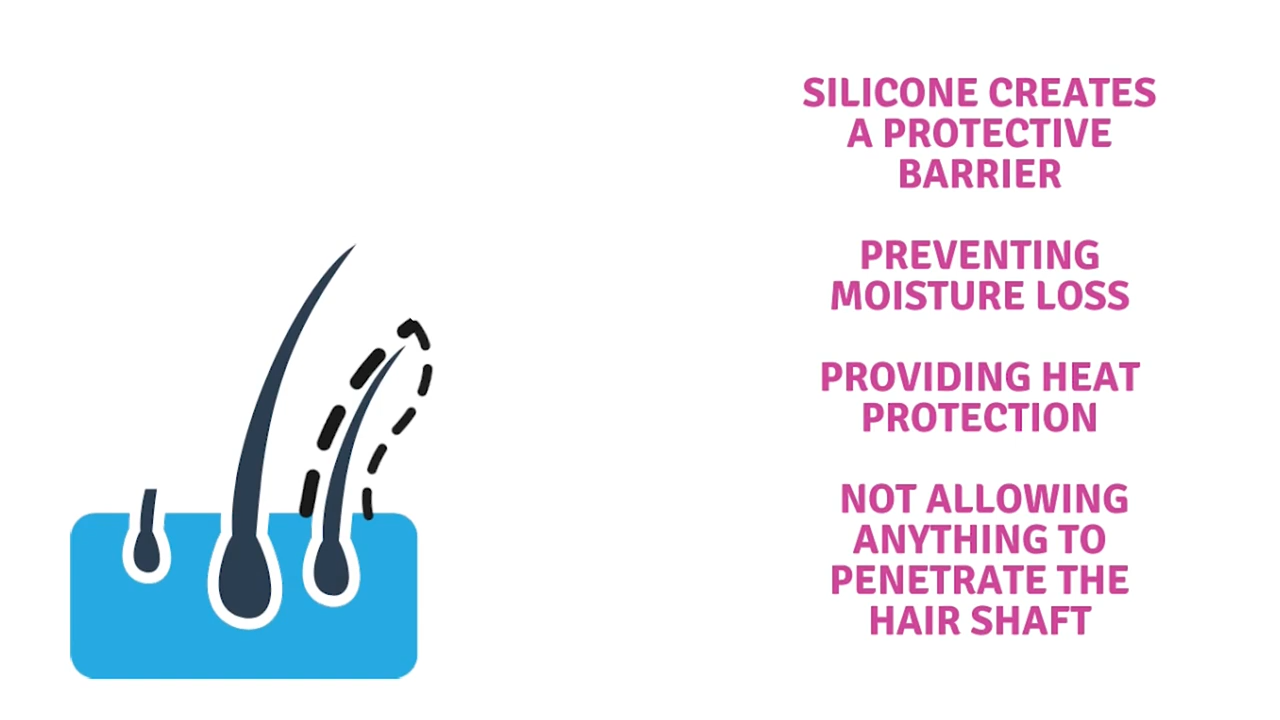 SILICONE CREATES
A PROTECTIVE
BARRIER
PREVENTING
MOISTURE LOSS
PROVIDING HEAT
PROTECTION
NOT ALLOWING
ANYTHING TO
PENETRATE THE
HAIR SHAFT